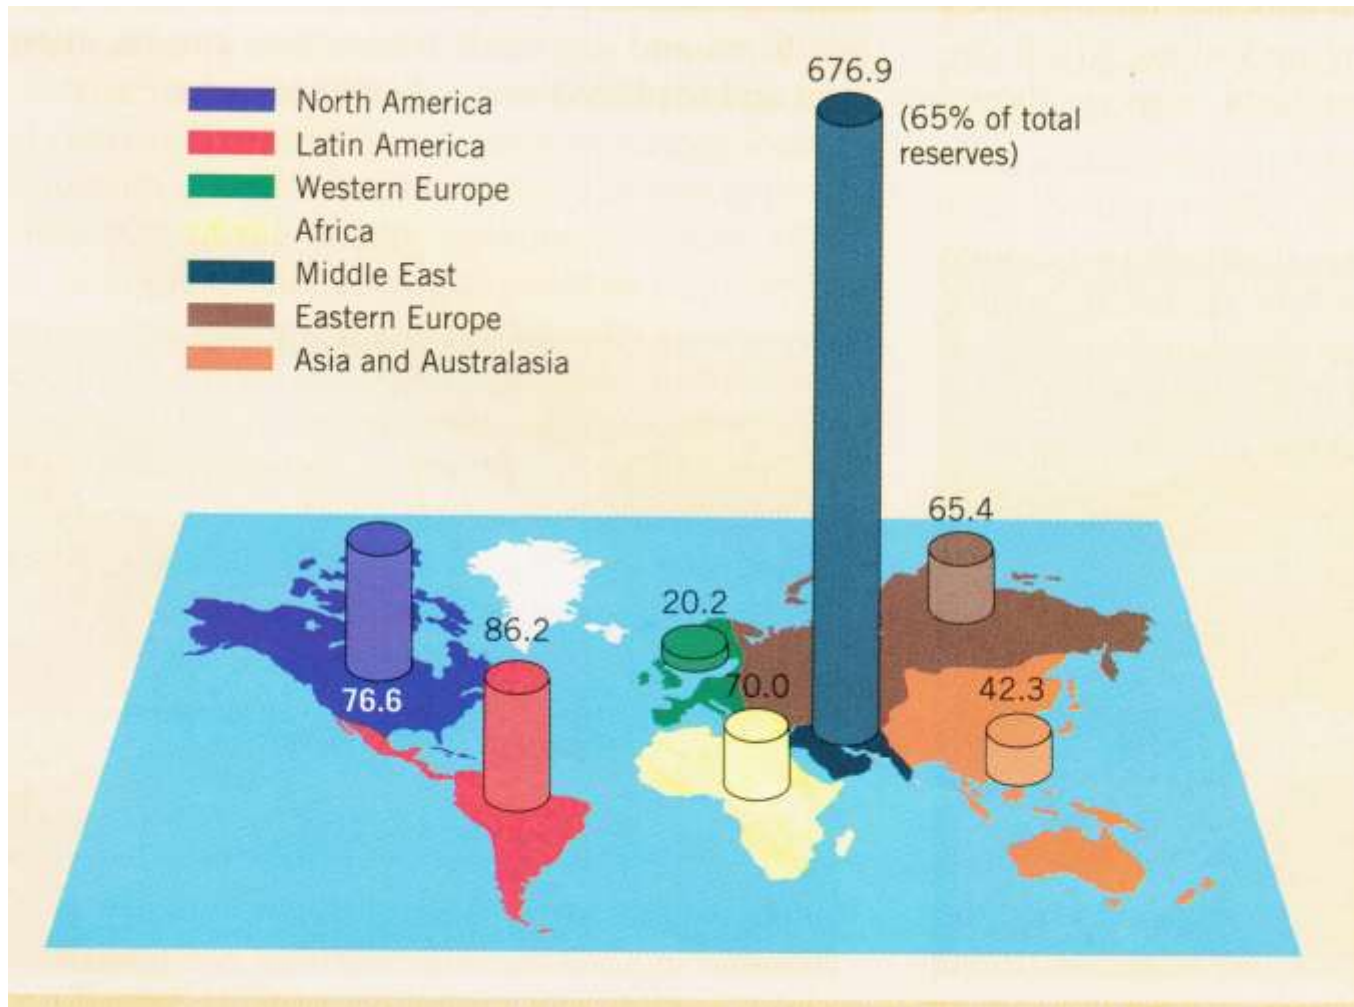 676.9
(65% of total
reserves)
North America
Latin America
Western Europe
Africa
Middle East
Eastern Europe
Asia and Australasia
65.4
20.2
86.2
70.0
42.3
76.6